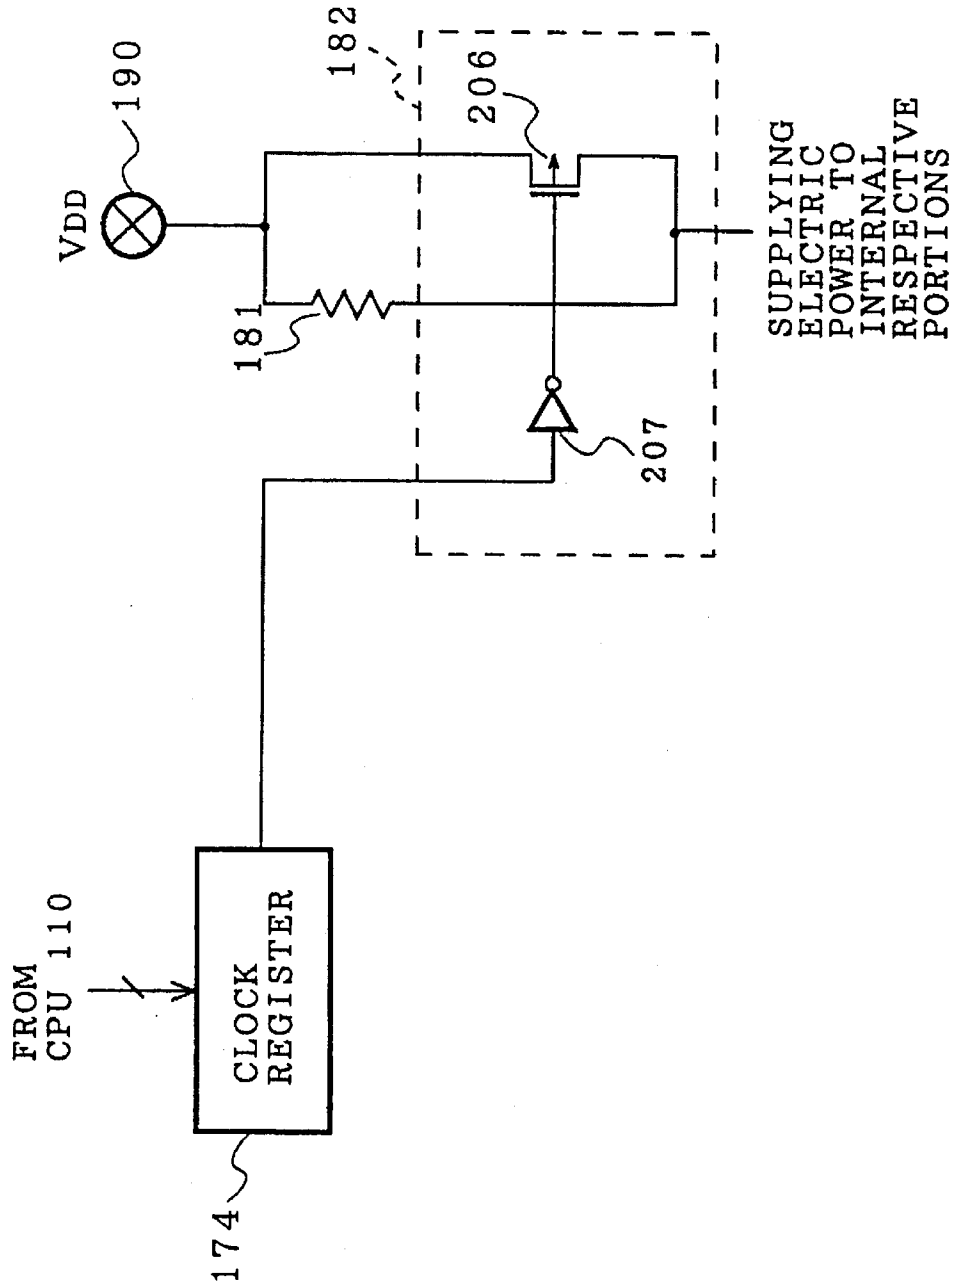 FROM
CPU 110
174
CLOCK
REGISTER
VDD
190
181
182
206
207
SUPPLYING
ELECTRIC
POWER TO
INTERNAL
RESPECTIVE
PORTIONS